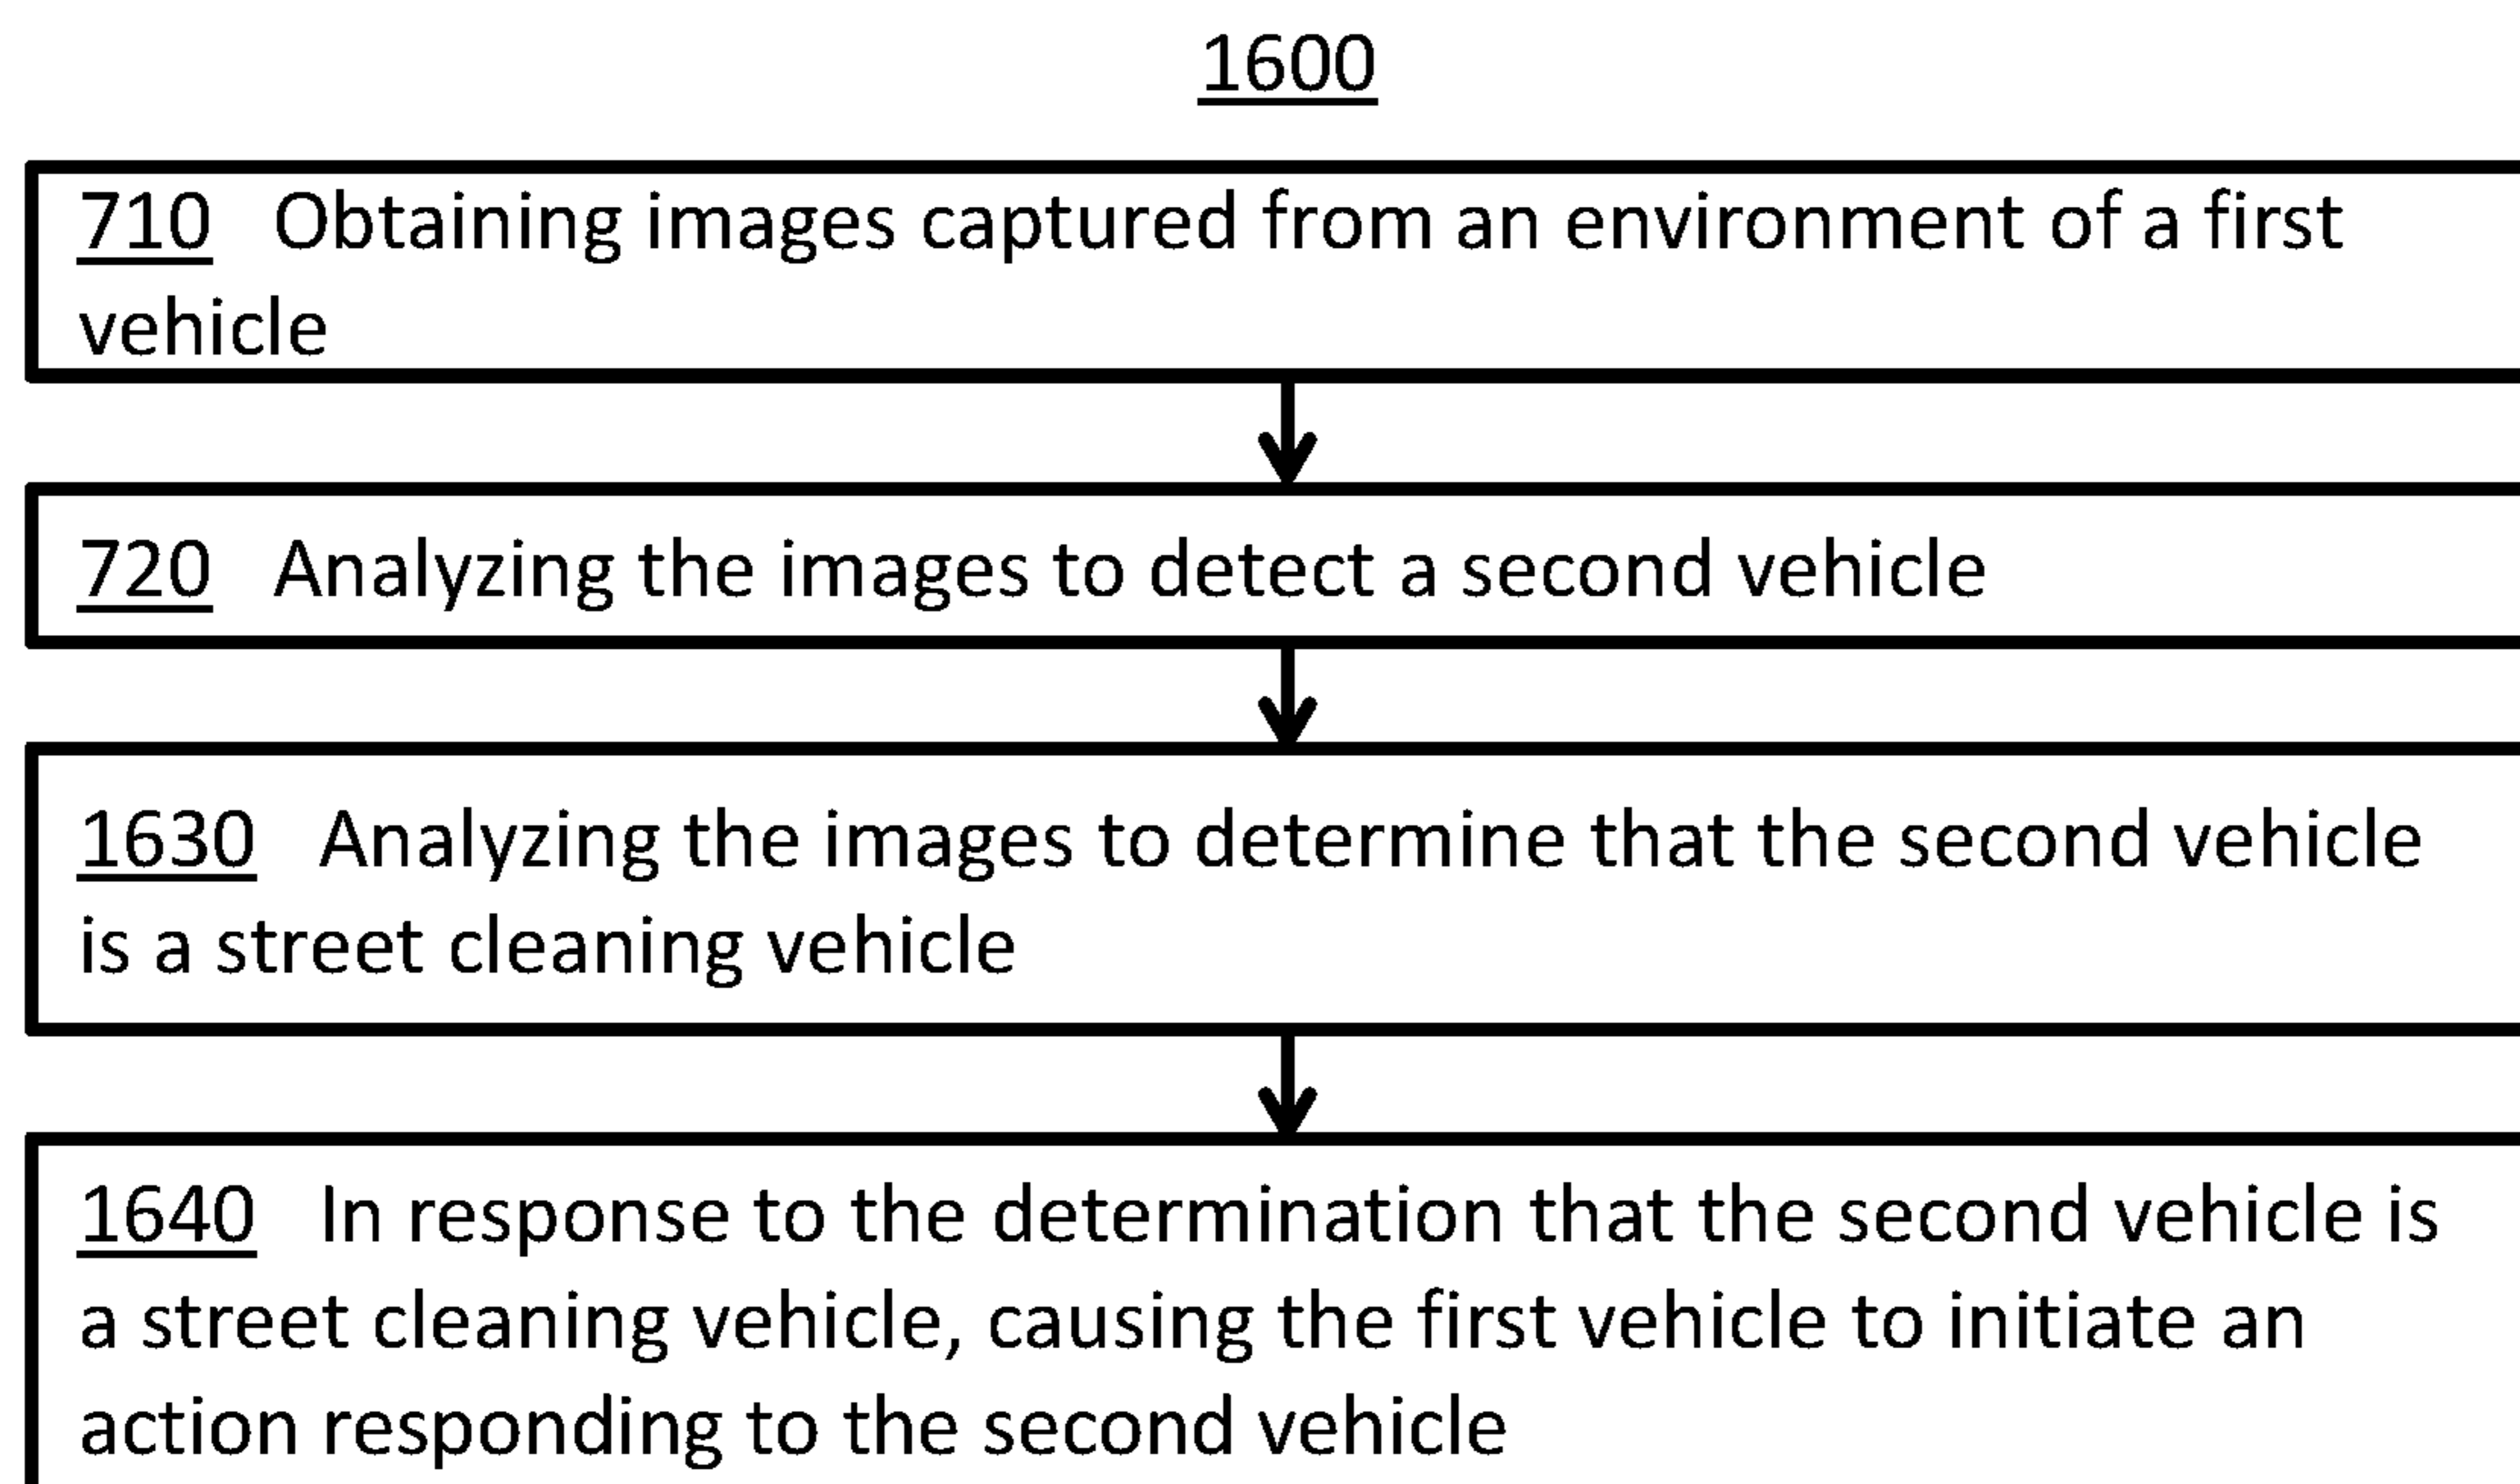 1600
710 Obtaining images captured from an environment of a first
vehicle
720 Analyzing the images to detect a second vehicle
1630 Analyzing the images to determine that the second vehicle
is a street cleaning vehicle
1640 In response to the determination that the second vehicle is
a street cleaning vehicle, causing the first vehicle to initiate an
action responding to the second vehicle